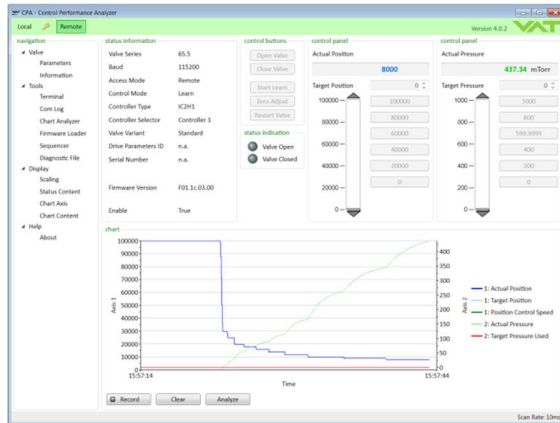 CPA - Control Performance Analyzer
Local Remote Version 4.0.2 VAT
navigation
Valve
Parameters
Information
Tools
Terminal
Com Log
Chart Analyzer
Firmware Loader
Sequencer
Diagnostic File
Display
Scaling
Status Content
Chart Axis
Chart Content
Help
About
status information
Valve Series 65.5
Baud 115200
Access Mode Remote
Control Mode Learn
Controller Type IC2H1
Controller Selector Controller 1
Valve Variant Standard
Drive Parameters ID n.a.
Serial Number n.a.
Firmware Version F01.1c.03.00
Enable True
control buttons
Open Valve
Close Valve
Start Learn
Zero Adjust
Restart Valve
status indication
Valve Open
Valve Closed
control panel
Actual Position
8000
Target Position 0
100000 100000
80000 80000
60000 60000
40000 40000
20000
20000 0
0
control panel
Actual Pressure
437.34 mTorr
Target Pressure 0
1000 5000
800 800
600 599.9999
400 400
200
200 0
0
chart
100000
90000
80000
70000
60000
50000
40000
30000
20000
10000
0
Axis 1
15:57:14
15:57:44
Time
400
350
300
250
200
150
100
50
0
Axis 2
1: Actual Position
1: Target Position
1: Position Control Speed
2: Actual Pressure
2: Target Pressure Used
Record Clear Analyze
Scan Rate: 10ms